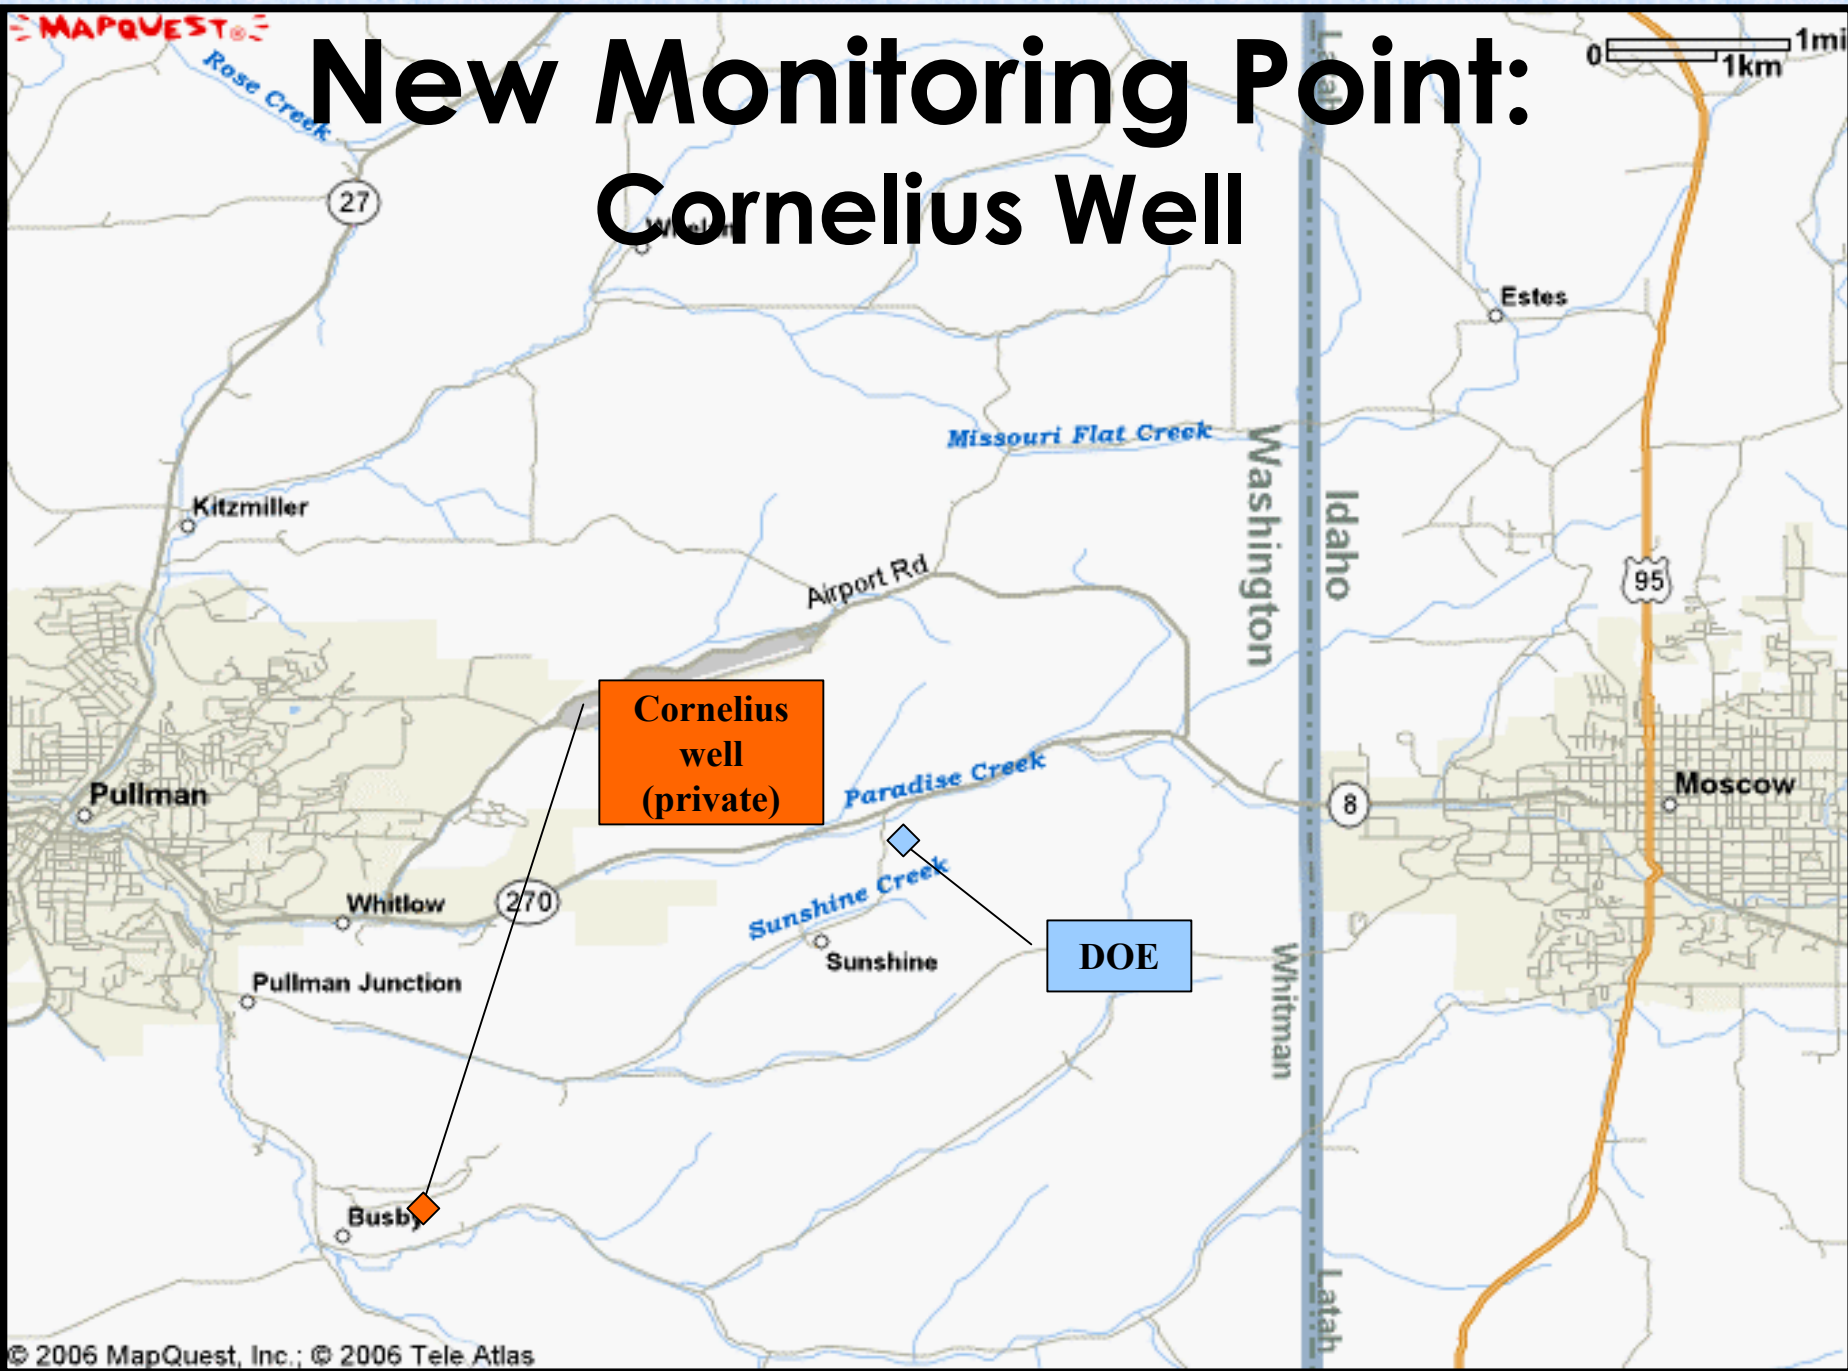 MAPQUEST®
New Monitoring Point:
Cornelius Well
0 1mi
1km
Rose Creek
Latah
27
Whelan
Estes
Missouri Flat Creek
Washington
Idaho
Kitzmiller
Airport Rd
95
Cornelius
well
(private)
Paradise Creek
Pullman
Moscow
8
Whitlow
270
Sunshine Creek
Sunshine
DOE
Pullman Junction
Whitman
Busby
Latah
© 2006 MapQuest, Inc.; © 2006 Tele Atlas